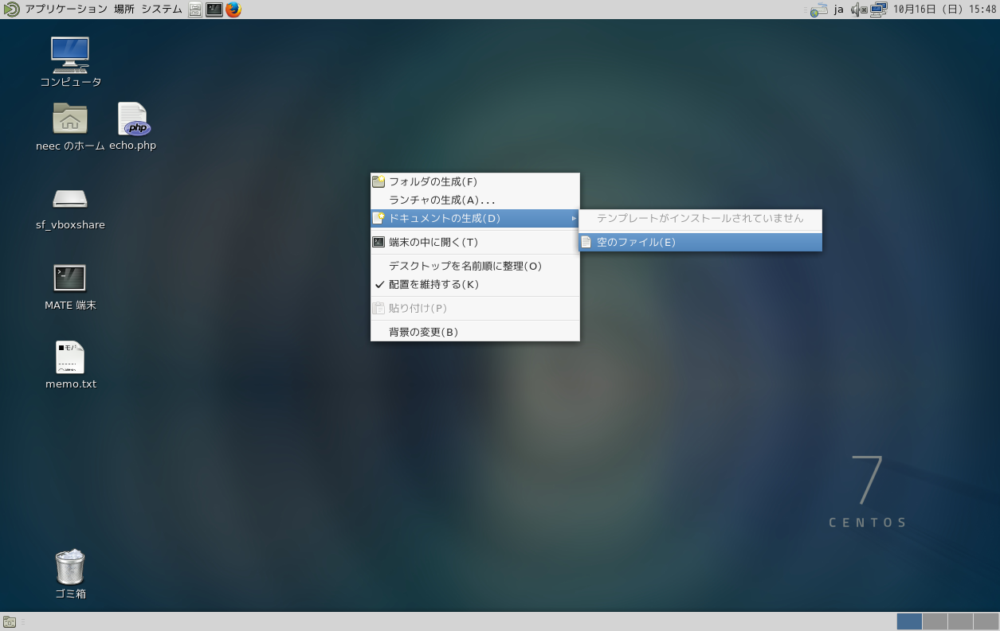 アプリケーション 場所 システム
ja 10月16日 (日) 15:48
コンピュータ
php
neec のホーム
echo.php
sf_vboxshare
>_
MATE 端末
■モバ
memo.txt
ゴミ箱
フォルダの生成(F)
ランチャの生成(A)...
ドキュメントの生成(D)
端末の中に開く(T)
デスクトップを名前順に整理(O)
配置を維持する(K)
貼り付け(P)
背景の変更(B)
テンプレートがインストールされていません
空のファイル(E)
7
CENTOS